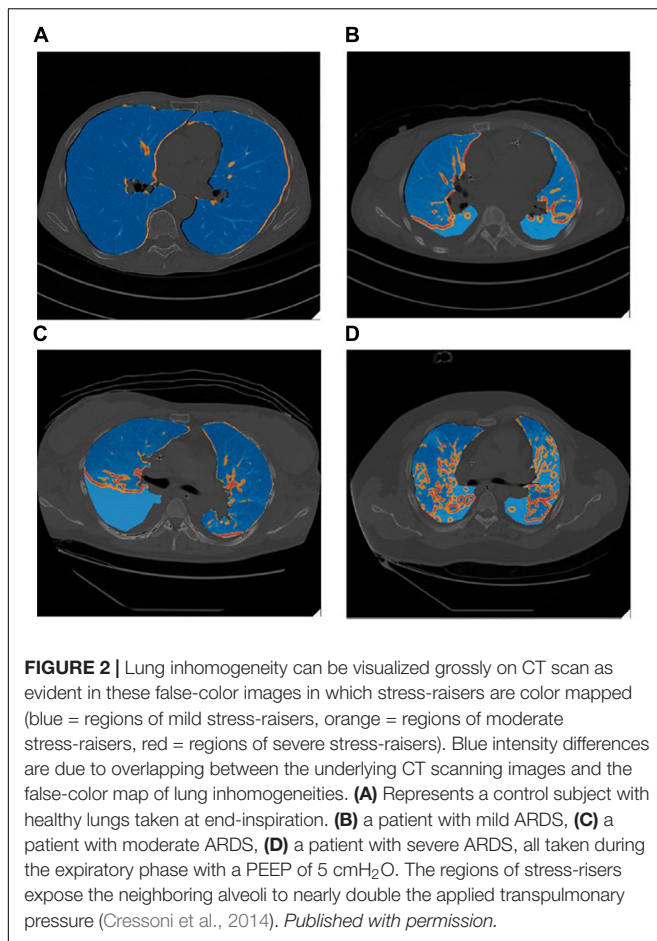 A
B
C
D
FIGURE 2 | Lung inhomogeneity can be visualized grossly on CT scan as
evident in these false-color images in which stress-raisers are color mapped
(blue = regions of mild stress-raisers, orange = regions of moderate
stress-raisers, red = regions of severe stress-raisers). Blue intensity differences
are due to overlapping between the underlying CT scanning images and the
false-color map of lung inhomogeneities. (A) Represents a control subject with
healthy lungs taken at end-inspiration. (B) a patient with mild ARDS, (C) a
patient with moderate ARDS, (D) a patient with severe ARDS, all taken during
the expiratory phase with a PEEP of 5 cmH₂O. The regions of stress-risers
expose the neighboring alveoli to nearly double the applied transpulmonary
pressure (Cressoni et al., 2014). Published with permission.